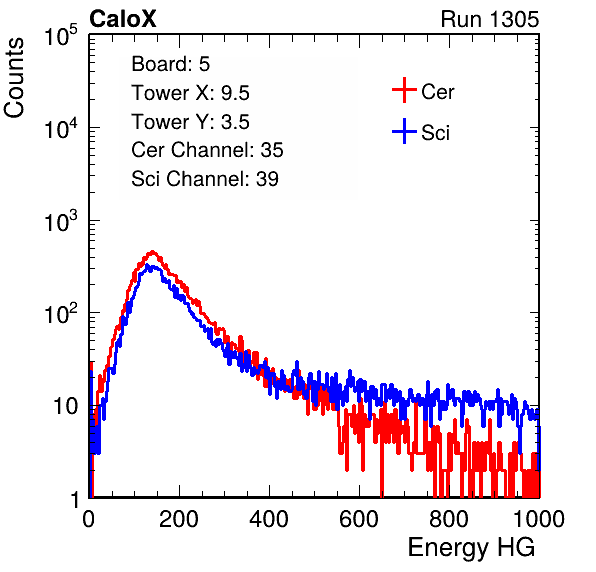 CaloX Run 1305
Counts
10^5
10^4
10^3
10^2
10
1
Board: 5
Tower X: 9.5
Tower Y: 3.5
Cer Channel: 35
Sci Channel: 39
Cer
Sci
0 200 400 600 800 1000
Energy HG